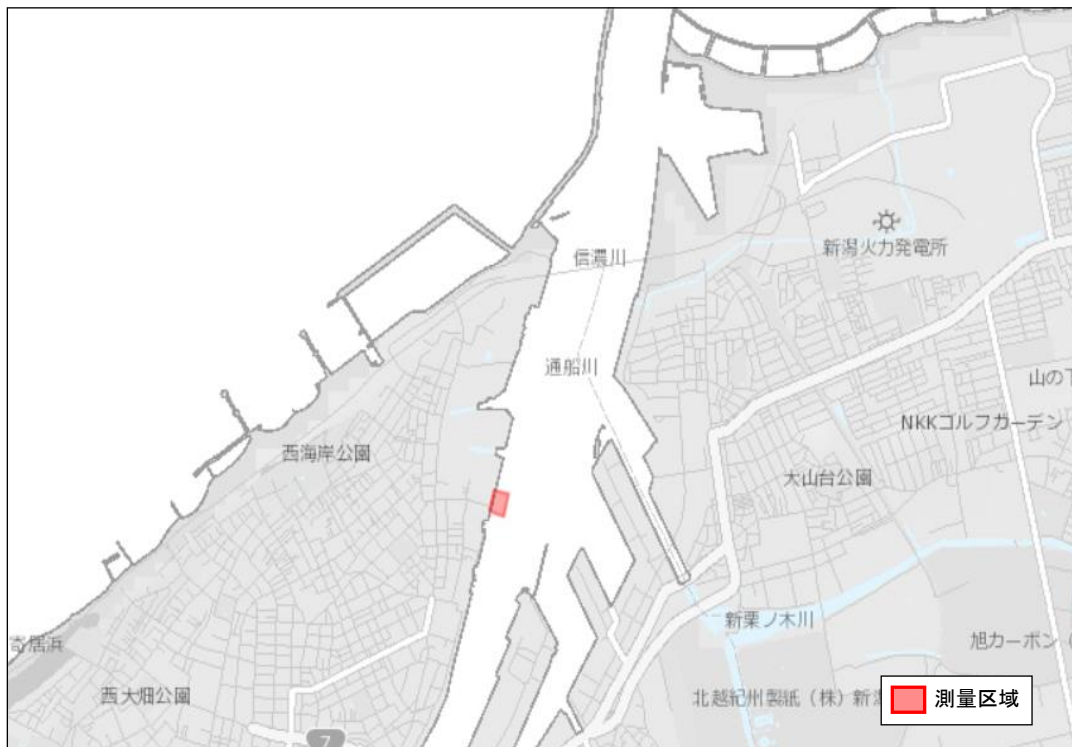 信濃川
新潟火力発電所
通船川
山の下
NKKゴルフガーデン
西海岸公園
大山台公園
新栗ノ木川
寄居浜
旭カーボン（
西大畑公園
北越紀州製紙（株）新潟
測量区域
7